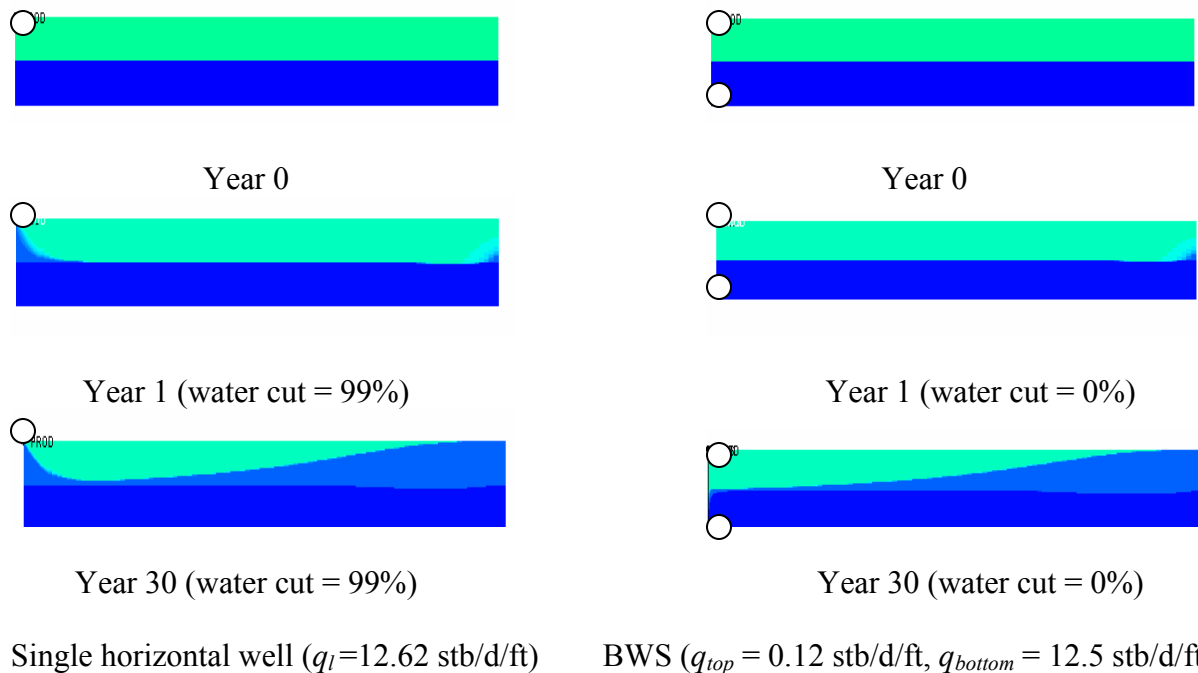 Year 0
Year 0
Year 1 (water cut = 99%)
Year 1 (water cut = 0%)
PROD
Year 30 (water cut = 99%)
Year 30 (water cut = 0%)
Single horizontal well (ql=12.62 stb/d/ft)
BWS (qtop = 0.12 stb/d/ft, qbottom = 12.5 stb/d/ft